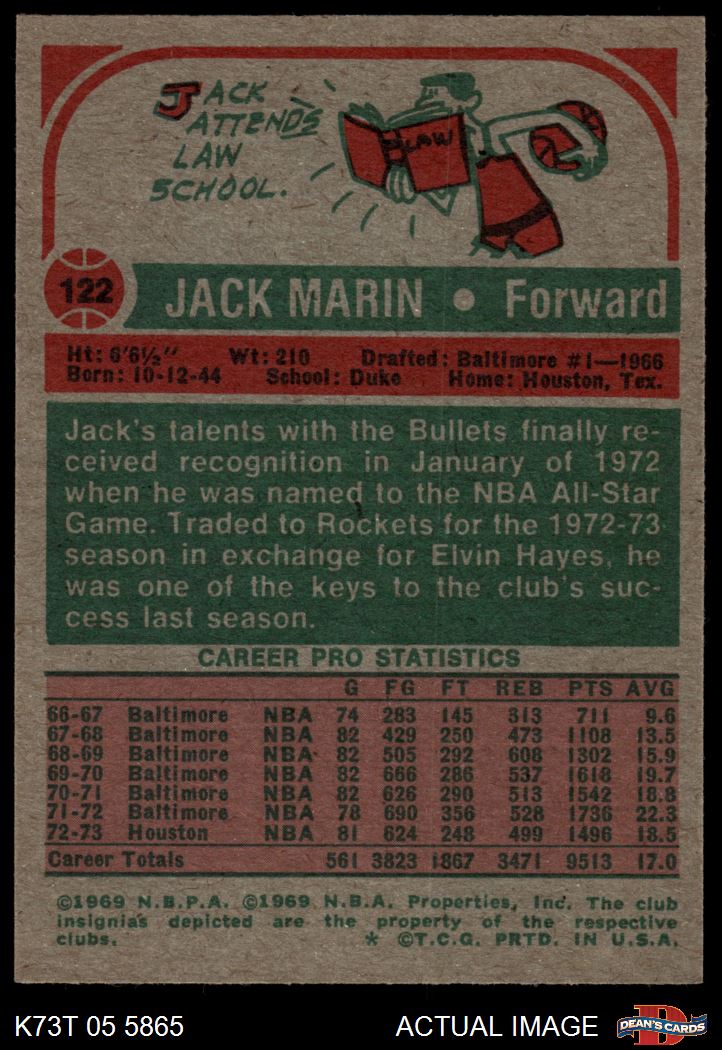 JACK
ATTENDS
LAW
SCHOOL.
LAW
122
JACK MARIN • Forward
Ht: 6'6½" Wt: 210 Drafted: Baltimore #1—1966
Born: 10-12-44 School: Duke Home: Houston, Tex.
Jack's talents with the Bullets finally re-
ceived recognition in January of 1972
when he was named to the NBA All-Star
Game. Traded to Rockets for the 1972-73
season in exchange for Elvin Hayes, he
was one of the keys to the club's suc-
cess last season.
CAREER PRO STATISTICS
G FG FT REB PTS AVG
66-67 Baltimore NBA 74 283 145 313 711 9.6
67-68 Baltimore NBA 82 429 250 473 1108 13.5
68-69 Baltimore NBA 82 505 292 608 1302 15.9
69-70 Baltimore NBA 82 666 286 537 1618 19.7
70-71 Baltimore NBA 82 626 290 513 1542 18.8
71-72 Baltimore NBA 78 690 356 528 1736 22.3
72-73 Houston NBA 81 624 248 499 1496 18.5
Career Totals 561 3823 1867 3471 9513 17.0
©1969 N.B.P.A. ©1969 N.B.A. Properties, Inc. The club
insignias depicted are the property of the respective
clubs. * ©T.C.G. PRTD. IN U.S.A.
K73T 05 5865 ACTUAL IMAGE D DEAN'S CARDS